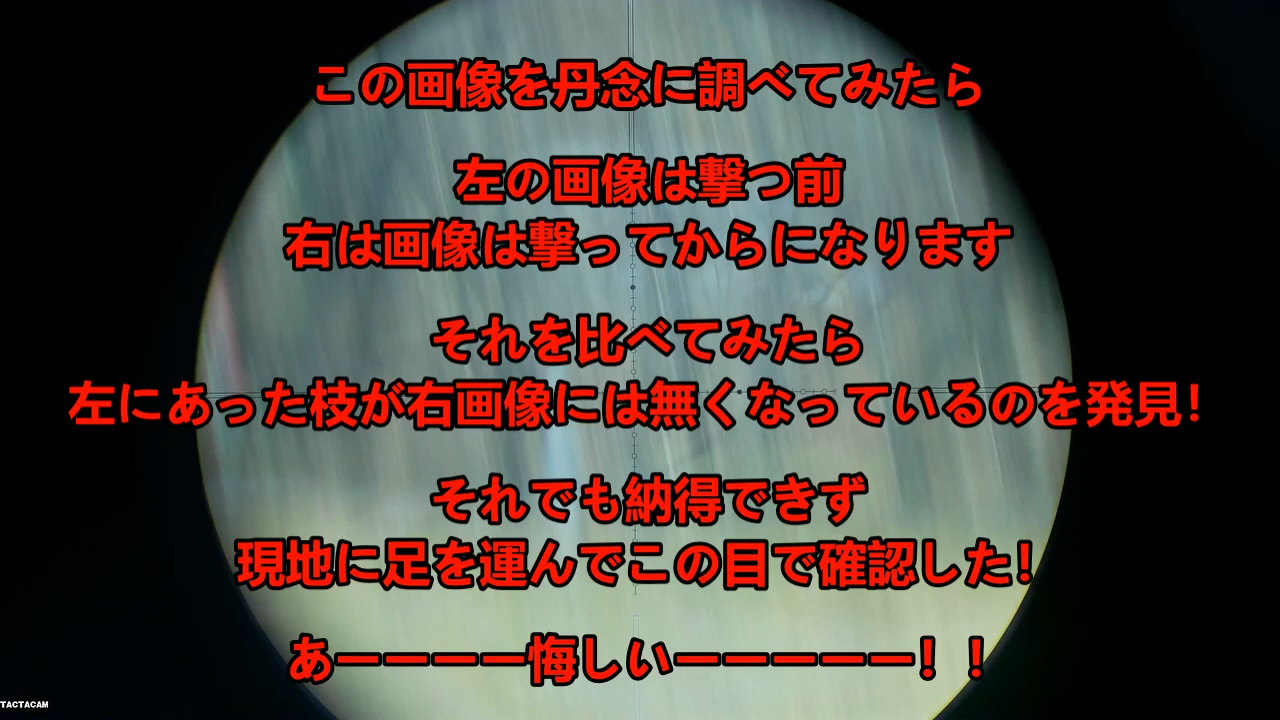 この画像を丹念に調べてみたら
左の画像は撃つ前
右は画像は撃ってからになります
それを比べてみたら
左にあった枝が右画像には無くなっているのを発見!
それでも納得できず
現地に足を運んでこの目で確認した!
あーーーー悔しいーーーーー！！
TACTACAM